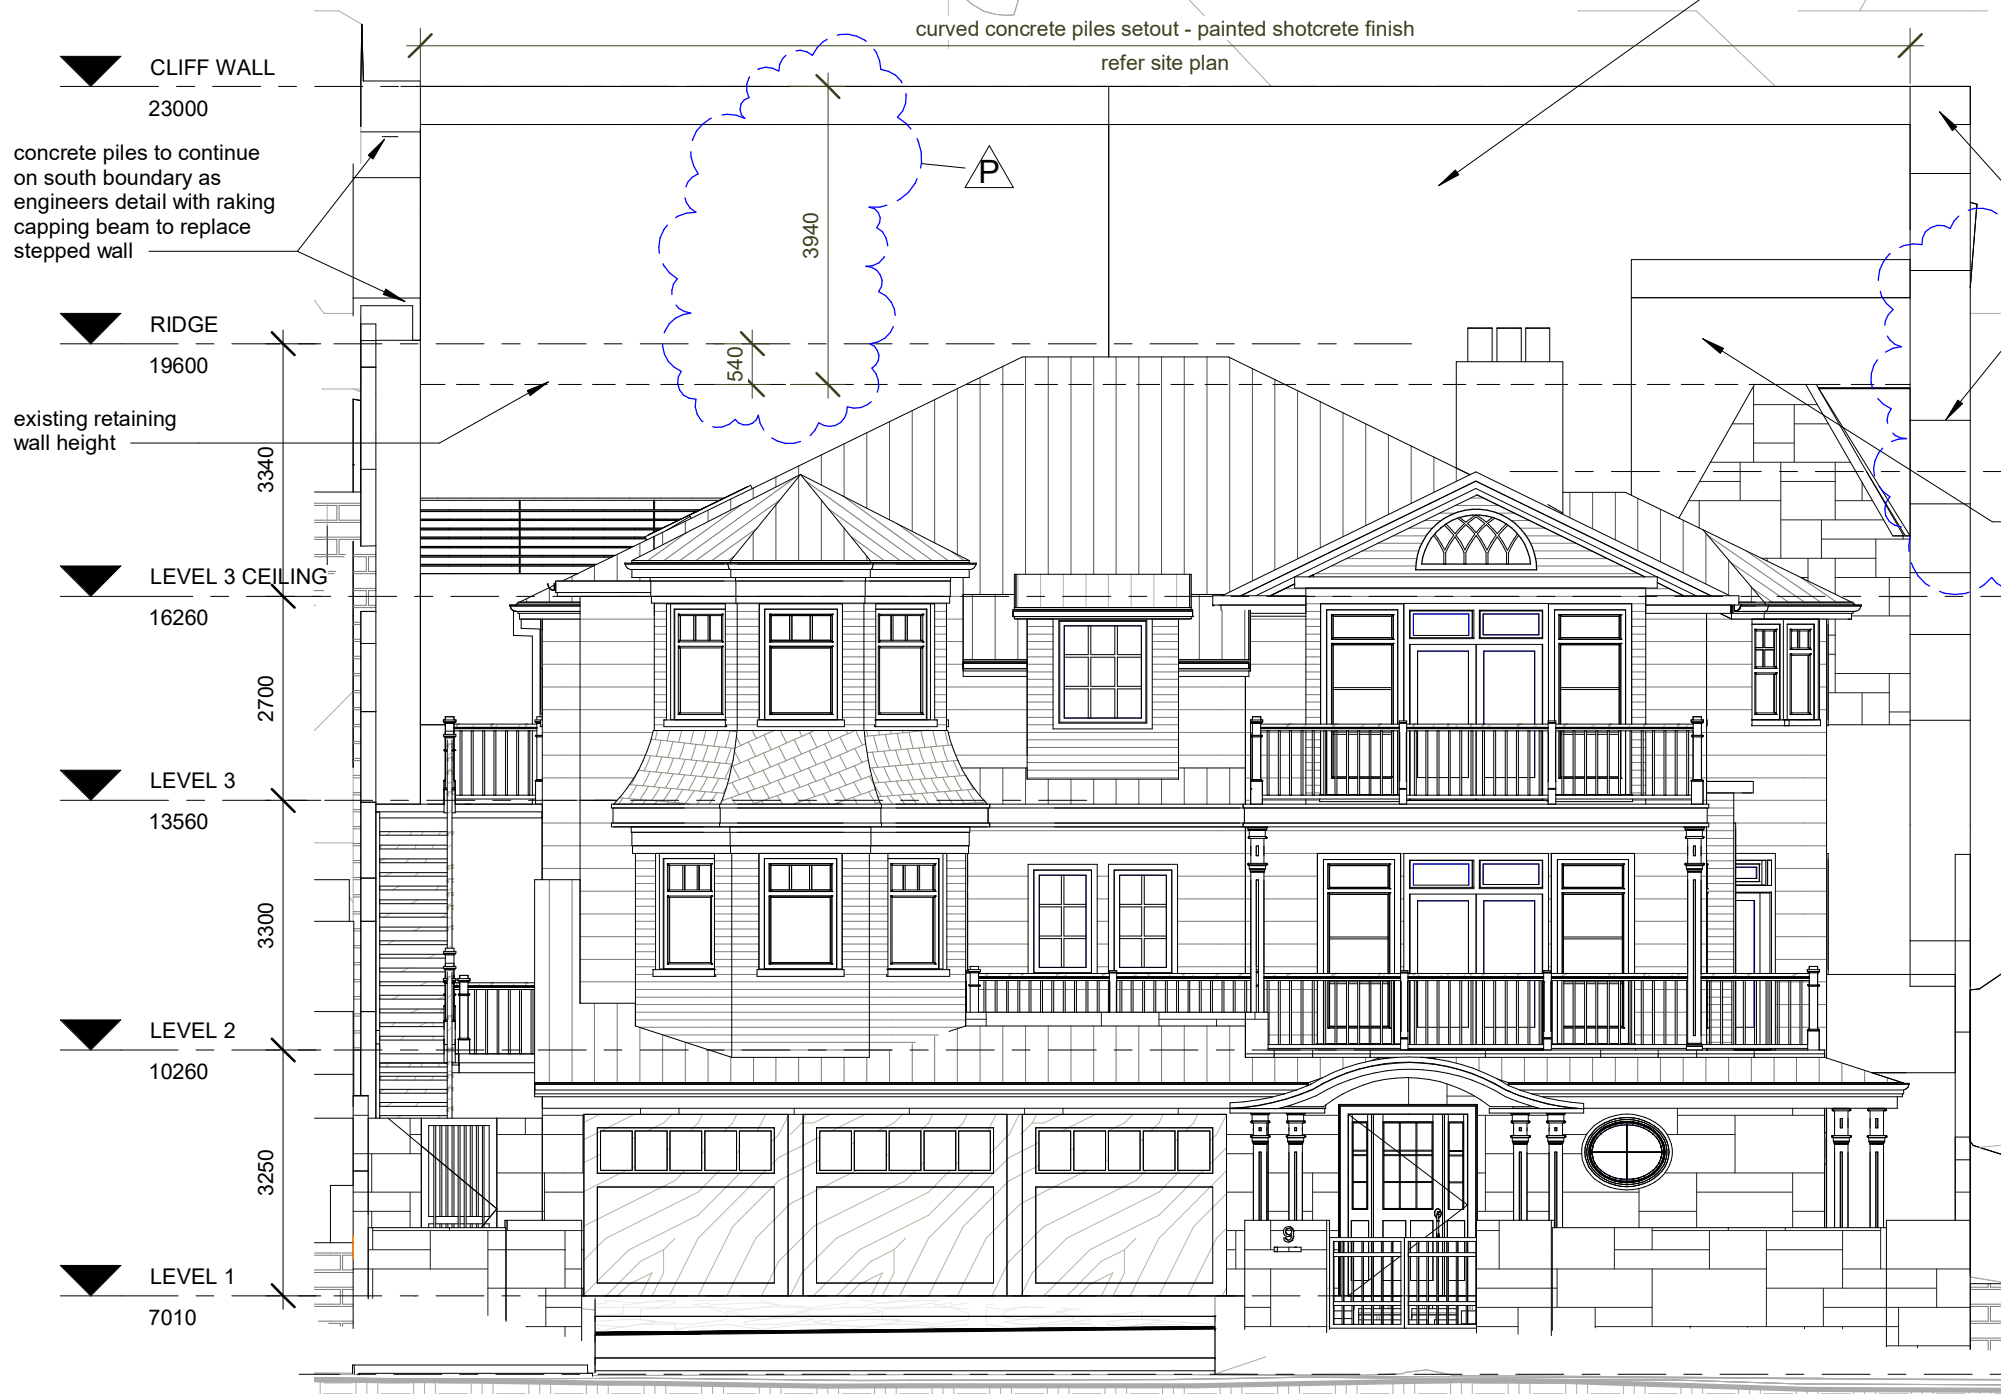 curved concrete piles setout - painted shotcrete finish
refer site plan
CLIFF WALL
23000
concrete piles to continue
on south boundary as
engineers detail with raking
capping beam to replace
stepped wall
P
3940
RIDGE
19600
540
existing retaining
wall height
3340
LEVEL 3 CEILING
16260
2700
LEVEL 3
13560
3300
LEVEL 2
10260
3250
9
LEVEL 1
7010